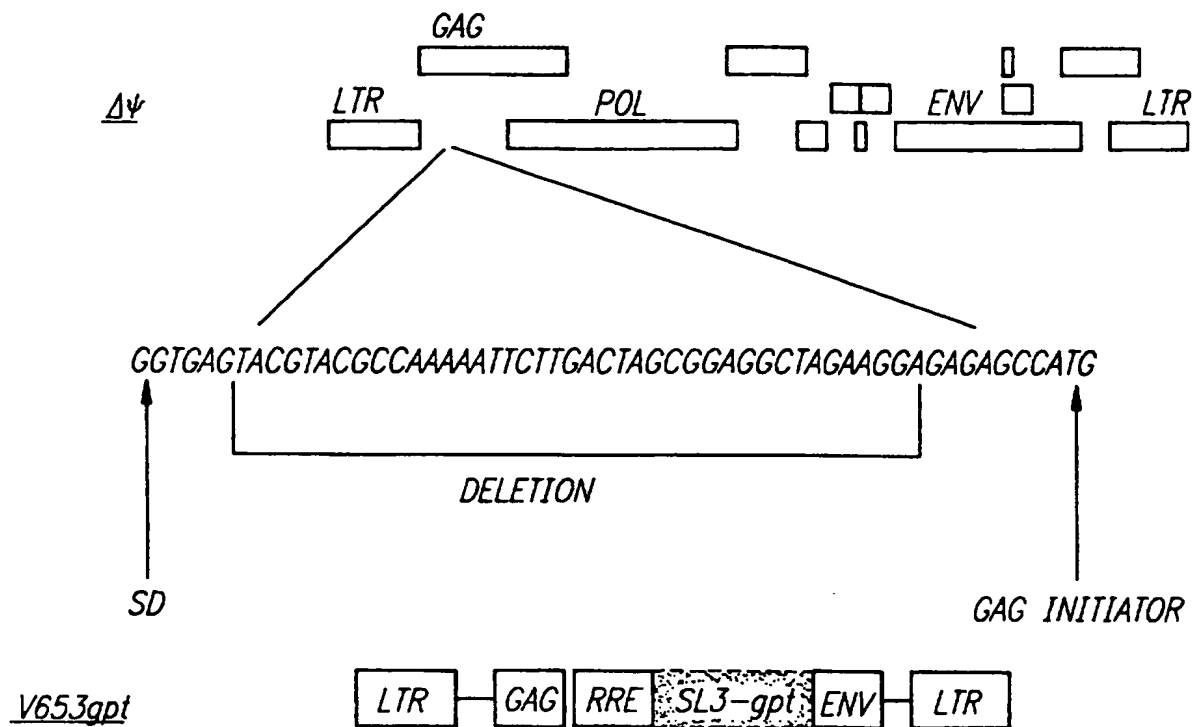 GAG
Δψ LTR POL ENV LTR
GGTGAGTACGTACGCCAAAAATTCTTGACTAGCGGAGGCTAGAAGGAGAGAGCCATG
DELETION
SD GAG INITIATOR
V653gpt LTR GAG RRE SL3-gpt ENV LTR